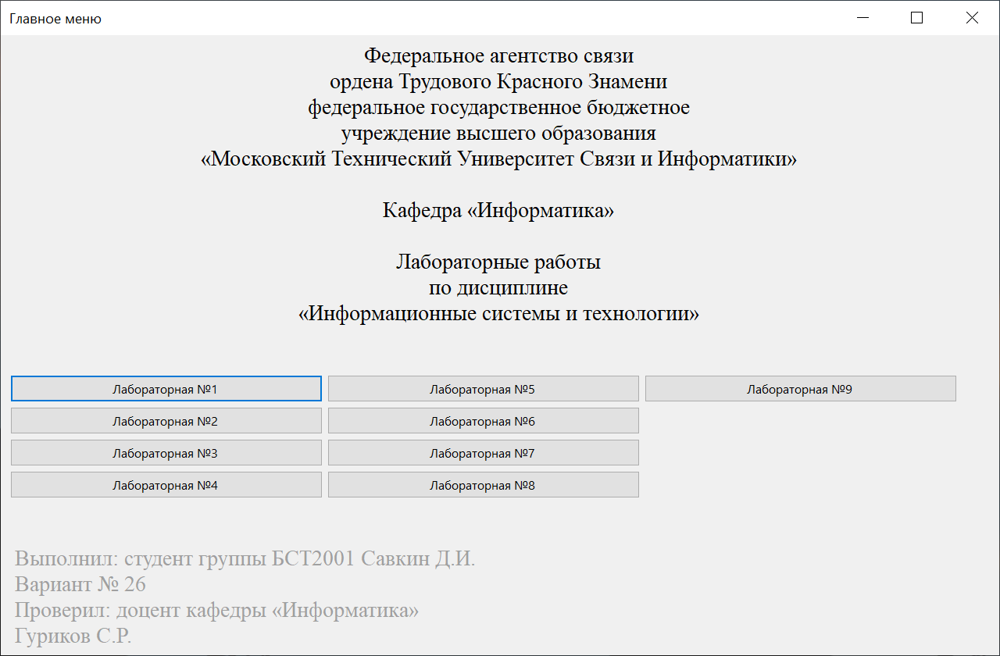 Главное меню
Федеральное агентство связи
ордена Трудового Красного Знамени
федеральное государственное бюджетное
учреждение высшего образования
«Московский Технический Университет Связи и Информатики»
Кафедра «Информатика»
Лабораторные работы
по дисциплине
«Информационные системы и технологии»
Лабораторная №1
Лабораторная №5
Лабораторная №9
Лабораторная №2
Лабораторная №6
Лабораторная №3
Лабораторная №7
Лабораторная №4
Лабораторная №8
Выполнил: студент группы БСТ2001 Савкин Д.И.
Вариант № 26
Проверил: доцент кафедры «Информатика»
Гуриков С.Р.